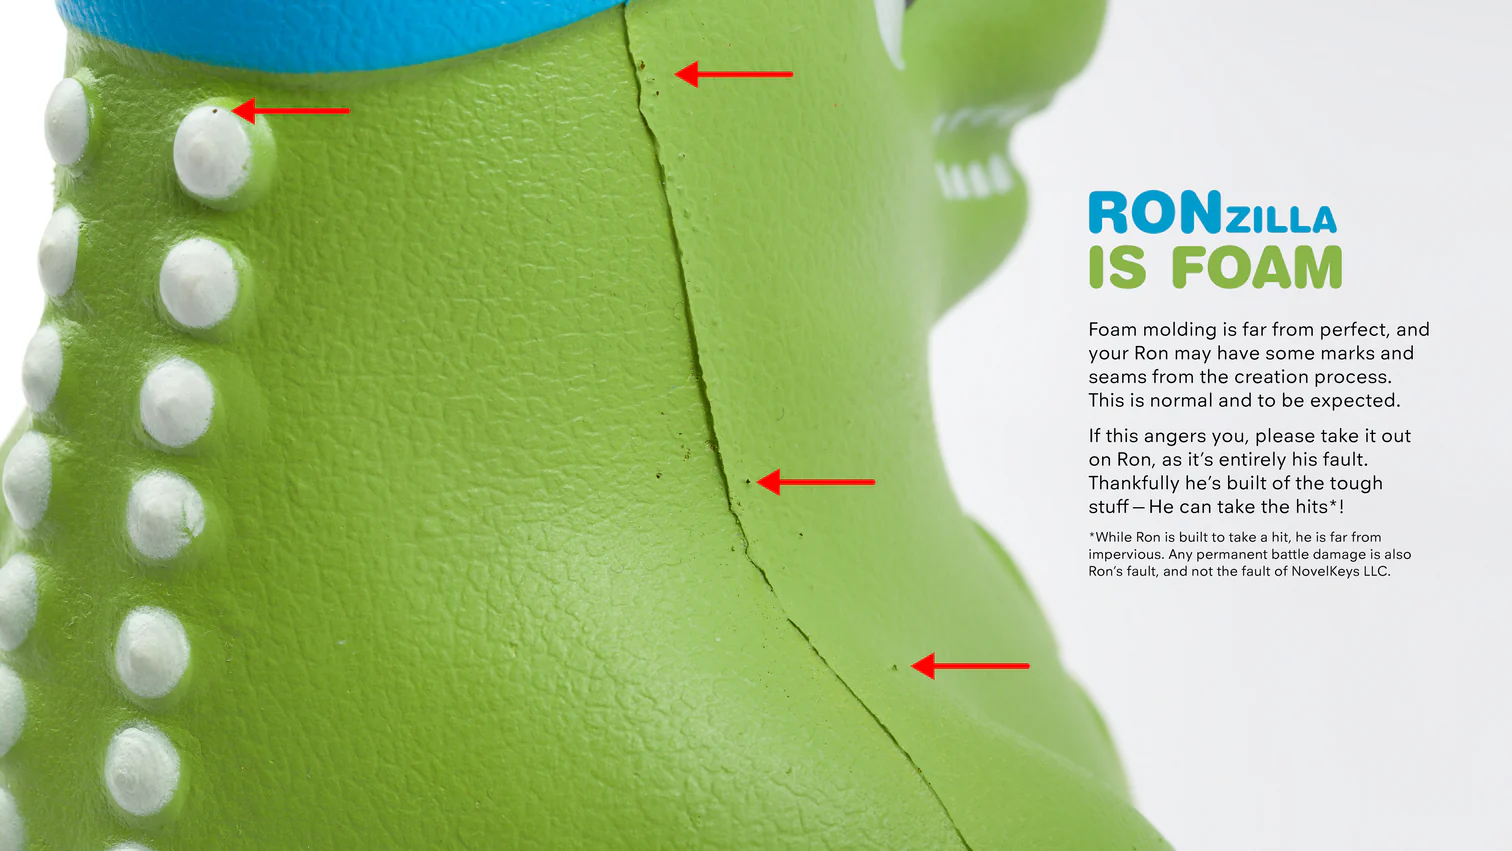 RONZILLA
IS FOAM
Foam molding is far from perfect, and
your Ron may have some marks and
seams from the creation process.
This is normal and to be expected.
If this angers you, please take it out
on Ron, as it’s entirely his fault.
Thankfully he’s built of the tough
stuff – He can take the hits*!
*While Ron is built to take a hit, he is far from
impervious. Any permanent battle damage is also
Ron’s fault, and not the fault of NovelKeys LLC.